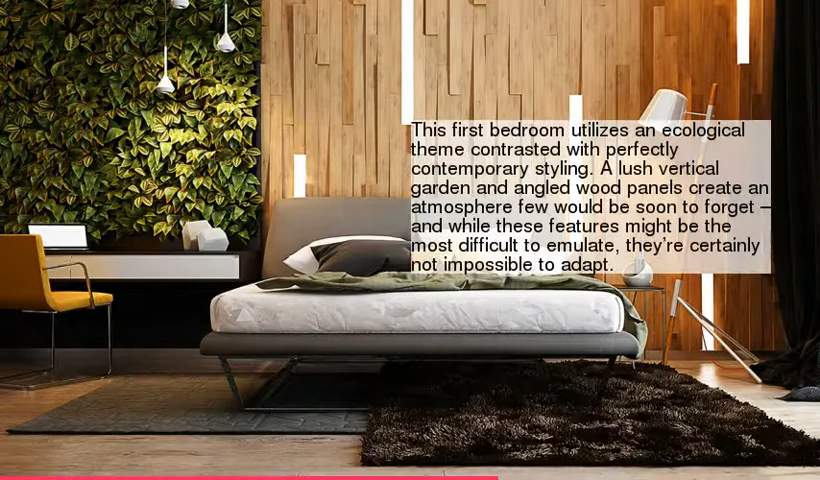 This first bedroom utilizes an ecological
theme contrasted with perfectly
contemporary styling. A lush vertical
garden and angled wood panels create an
atmosphere few would be soon to forget –
and while these features might be the
most difficult to emulate, they’re certainly
not impossible to adapt.